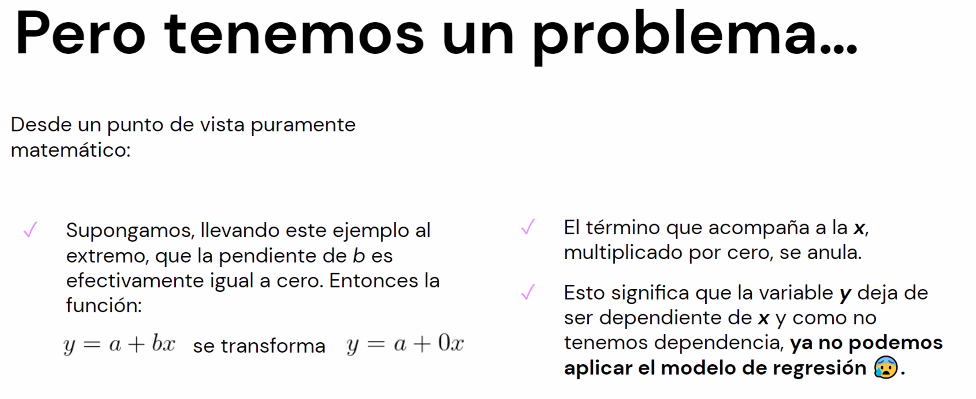 Pero tenemos un problema...
Desde un punto de vista puramente
matemático:
✓ Supongamos, llevando este ejemplo al
extremo, que la pendiente de b es
efectivamente igual a cero. Entonces la
función:
y = a + bx se transforma y = a + 0x
✓ El término que acompaña a la x,
multiplicado por cero, se anula.
✓ Esto significa que la variable y deja de
ser dependiente de x y como no
tenemos dependencia, ya no podemos
aplicar el modelo de regresión 😰.